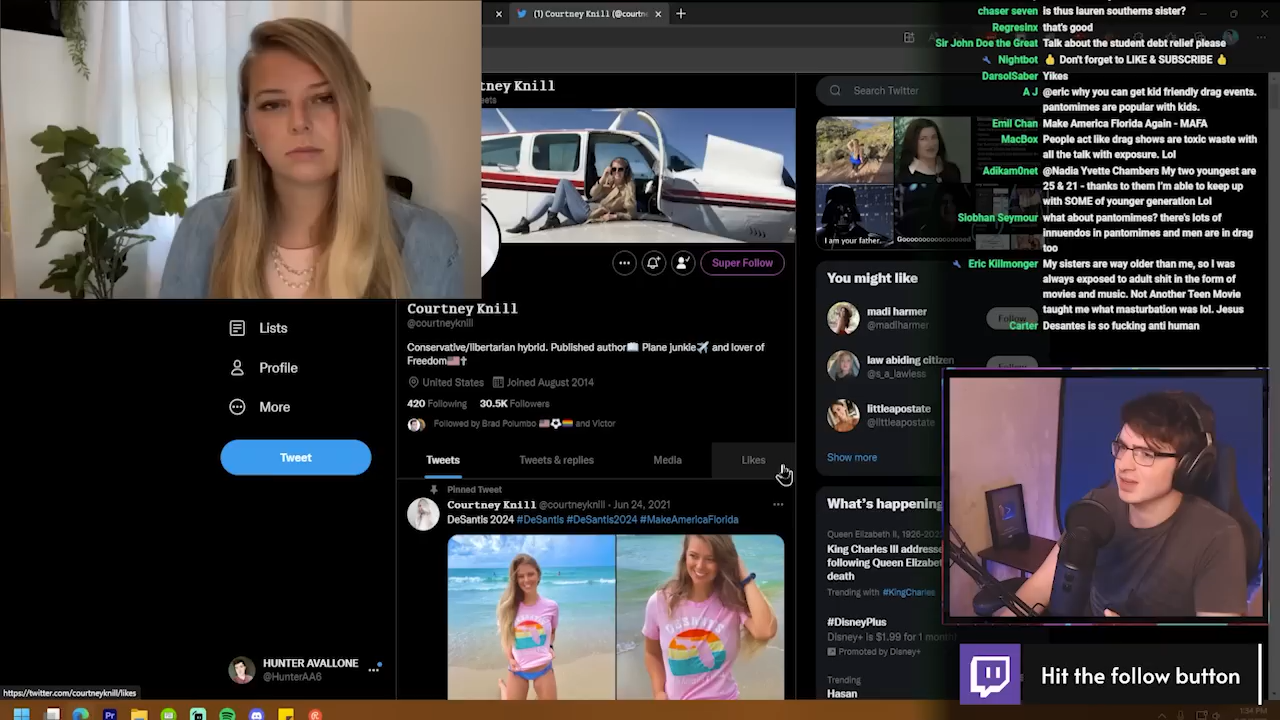 (1) Courtney Knill (@courtn
tney Knill
eets
Search Twitter
I am your father.
Super Follow
Courtney Knill
@courtneyknill
Conservative/libertarian hybrid. Published author📖 Plane junkie✈️ and lover of
Freedom🇺🇸✝
United States
Joined August 2014
420 Following
30.5K Followers
Followed by Brad Polumbo 🇺🇸⚽🏳️‍🌈 and Victor
Tweets
Tweets & replies
Media
Likes
Pinned Tweet
Courtney Knill @courtneyknill · Jun 24, 2021
DeSantis 2024 #DeSantis #DeSantis2024 #MakeAmericaFlorida
Lists
Profile
More
Tweet
HUNTER AVALLONE
@HunterAA6
https://twitter.com/courtneyknill/likes
You might like
madi harmer
@madiharmer
Follow
law abiding citizen
@s_a_lawless
Follow
littleapostate
@littleapostate
Show more
What's happening
Queen Elizabeth II, 1926-2022
King Charles III addresse
following Queen Elizabe
death
Trending with #KingCharles
#DisneyPlus
Disney+ is $1.99 for 1 month
Promoted by Disney+
Trending
Hasan
chaser seven is thus lauren southerns sister?
Regresinx that's good
Sir John Doe the Great Talk about the student debt relief please
Nightbot 👍 Don't forget to LIKE & SUBSCRIBE 👍
DarsolSaber Yikes
A J @eric why you can get kid friendly drag events.
pantomimes are popular with kids.
Emil Chan Make America Florida Again - MAFA
MacBox People act like drag shows are toxic waste with
all the talk with exposure. Lol
Adikam0net @Nadia Yvette Chambers My two youngest are
25 & 21 - thanks to them I'm able to keep up
with SOME of younger generation Lol
Siobhan Seymour what about pantomimes? there's lots of
innuendos in pantomimes and men are in drag
too
Eric Killmonger My sisters are way older than me, so I was
always exposed to adult shit in the form of
movies and music. Not Another Teen Movie
taught me what masturbation was lol. Jesus
Carter Desantes is so fucking anti human
Hit the follow button
1:34 PM